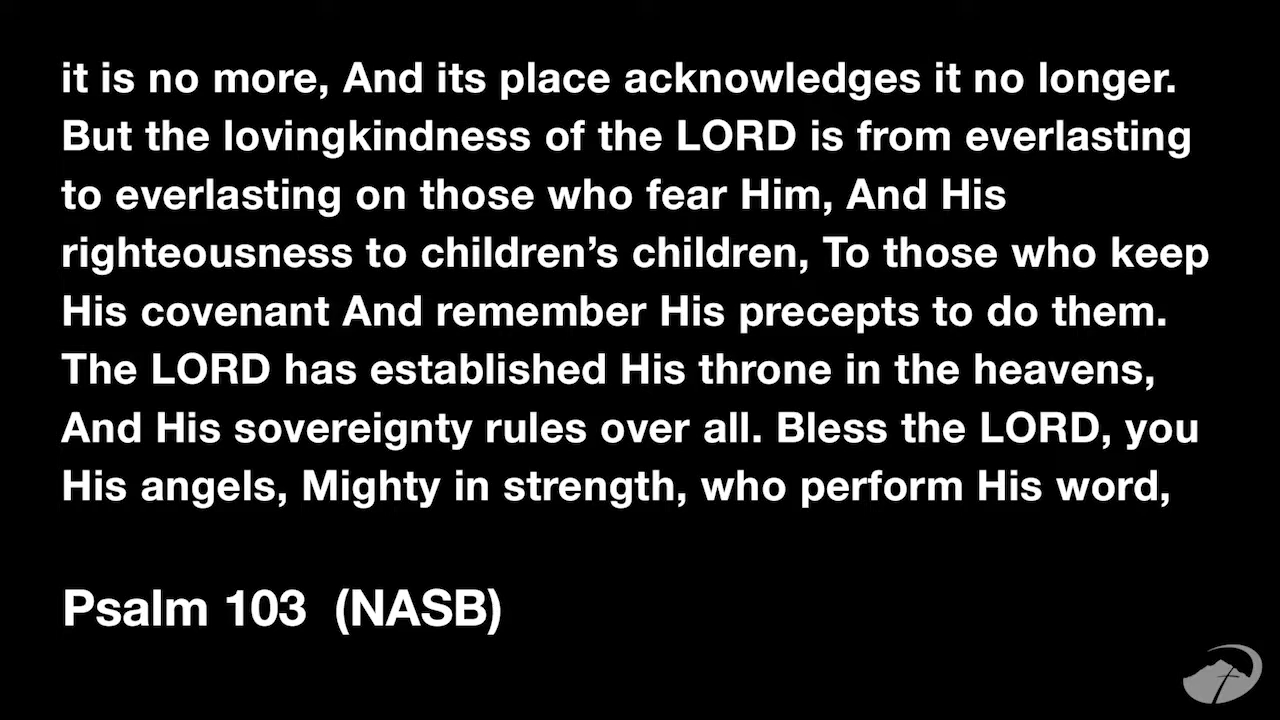 it is no more, And its place acknowledges it no longer.
But the lovingkindness of the LORD is from everlasting
to everlasting on those who fear Him, And His
righteousness to children’s children, To those who keep
His covenant And remember His precepts to do them.
The LORD has established His throne in the heavens,
And His sovereignty rules over all. Bless the LORD, you
His angels, Mighty in strength, who perform His word,
Psalm 103 (NASB)